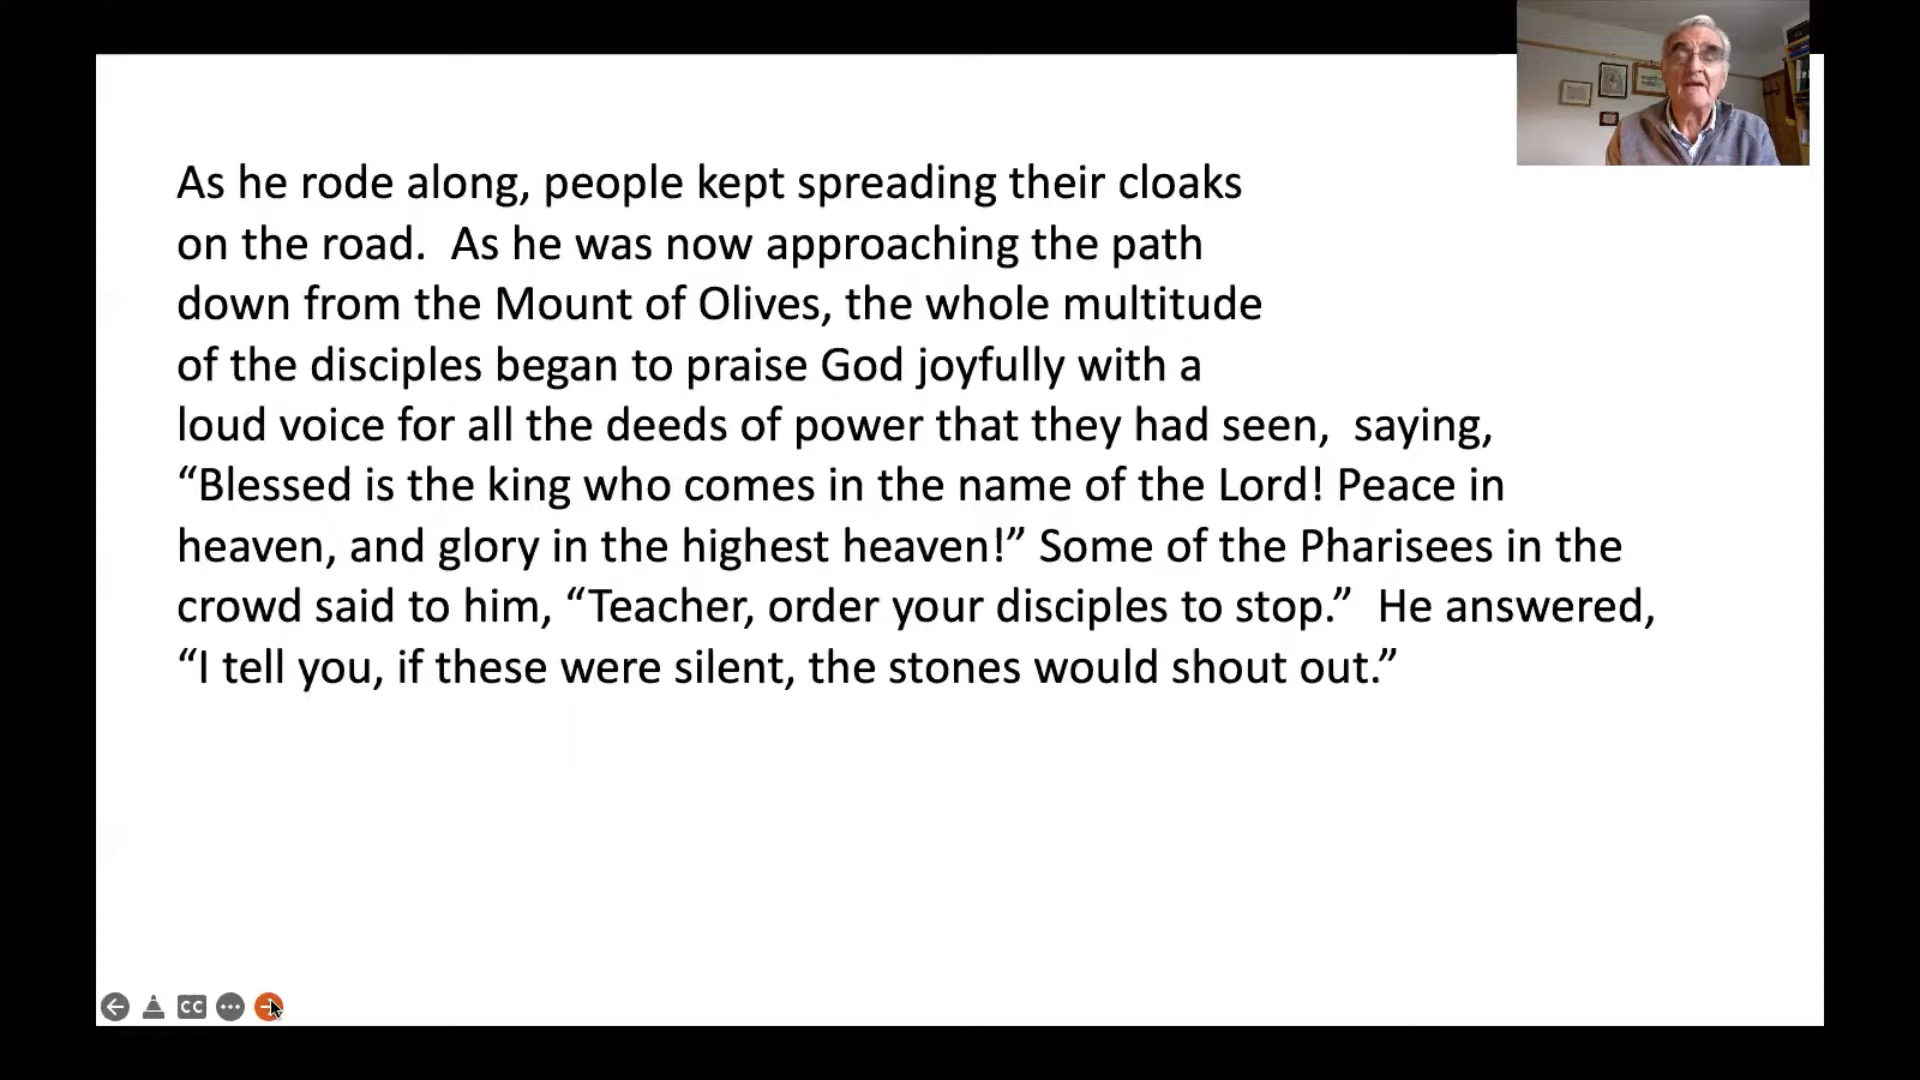 As he rode along, people kept spreading their cloaks
on the road.  As he was now approaching the path
down from the Mount of Olives, the whole multitude
of the disciples began to praise God joyfully with a
loud voice for all the deeds of power that they had seen,  saying,
“Blessed is the king who comes in the name of the Lord! Peace in
heaven, and glory in the highest heaven!” Some of the Pharisees in the
crowd said to him, “Teacher, order your disciples to stop.”  He answered,
“I tell you, if these were silent, the stones would shout out.”
CC